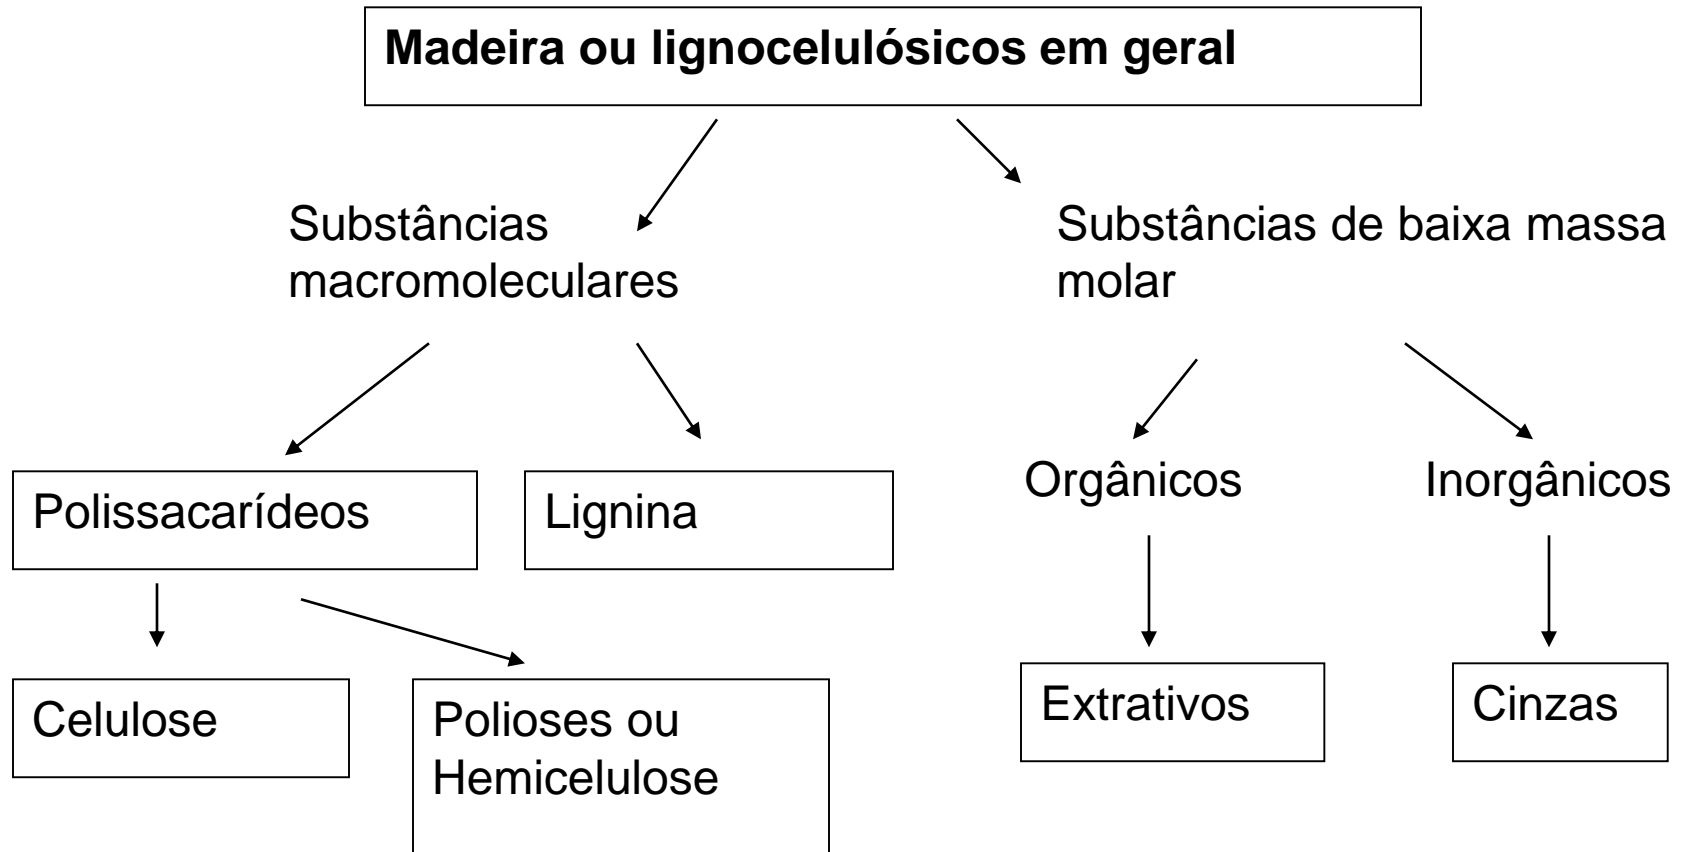 Madeira ou lignocelulósicos em geral
Substâncias
macromoleculares
Substâncias de baixa massa
molar
Polissacarídeos
Lignina
Orgânicos
Inorgânicos
Celulose
Polioses ou
Hemicelulose
Extrativos
Cinzas